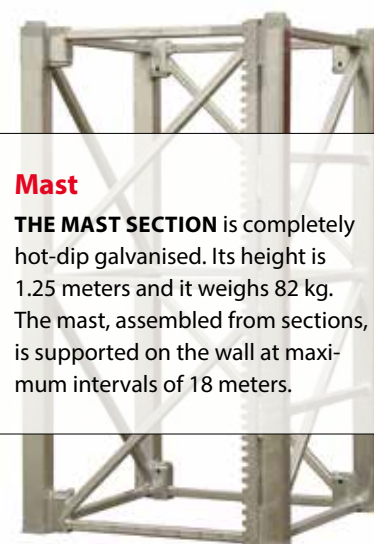 Mast
THE MAST SECTION is completely
hot-dip galvanised. Its height is
1.25 meters and it weighs 82 kg.
The mast, assembled from sections,
is supported on the wall at maxi-
mum intervals of 18 meters.